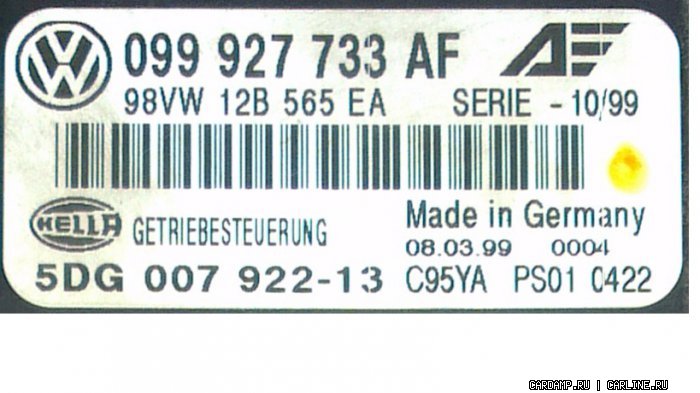 099 927 733 AF
98VW 12B 565 EA SERIE - 10/99
HELLA GETRIEBESTEUERUNG
Made in Germany
08.03.99 0004
5DG 007 922-13 C95YA PS01 0422
CARDAMP.RU | CARLINE.RU